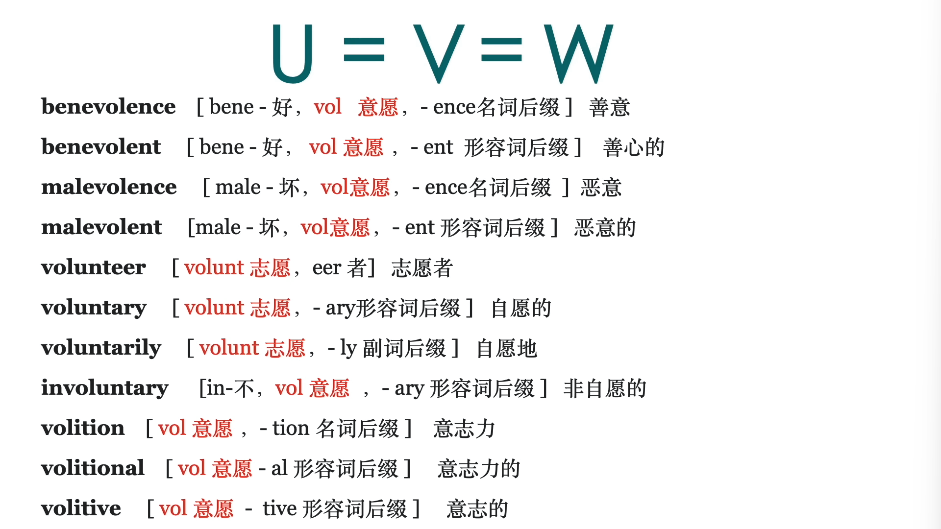 U = V = W
benevolence [ bene - 好，vol 意愿，- ence名词后缀 ] 善意
benevolent [ bene - 好， vol 意愿 ，- ent 形容词后缀 ] 善心的
malevolence [ male - 坏，vol意愿，- ence名词后缀 ] 恶意
malevolent [male - 坏，vol意愿，- ent 形容词后缀 ] 恶意的
volunteer [ volunt 志愿，eer 者] 志愿者
voluntary [ volunt 志愿，- ary形容词后缀 ] 自愿的
voluntarily [ volunt 志愿，- ly 副词后缀 ] 自愿地
involuntary [in-不，vol 意愿 ，- ary 形容词后缀 ] 非自愿的
volition [ vol 意愿 ，- tion 名词后缀 ] 意志力
volitional [ vol 意愿 - al 形容词后缀 ] 意志力的
volitive [ vol 意愿 - tive 形容词后缀 ] 意志的